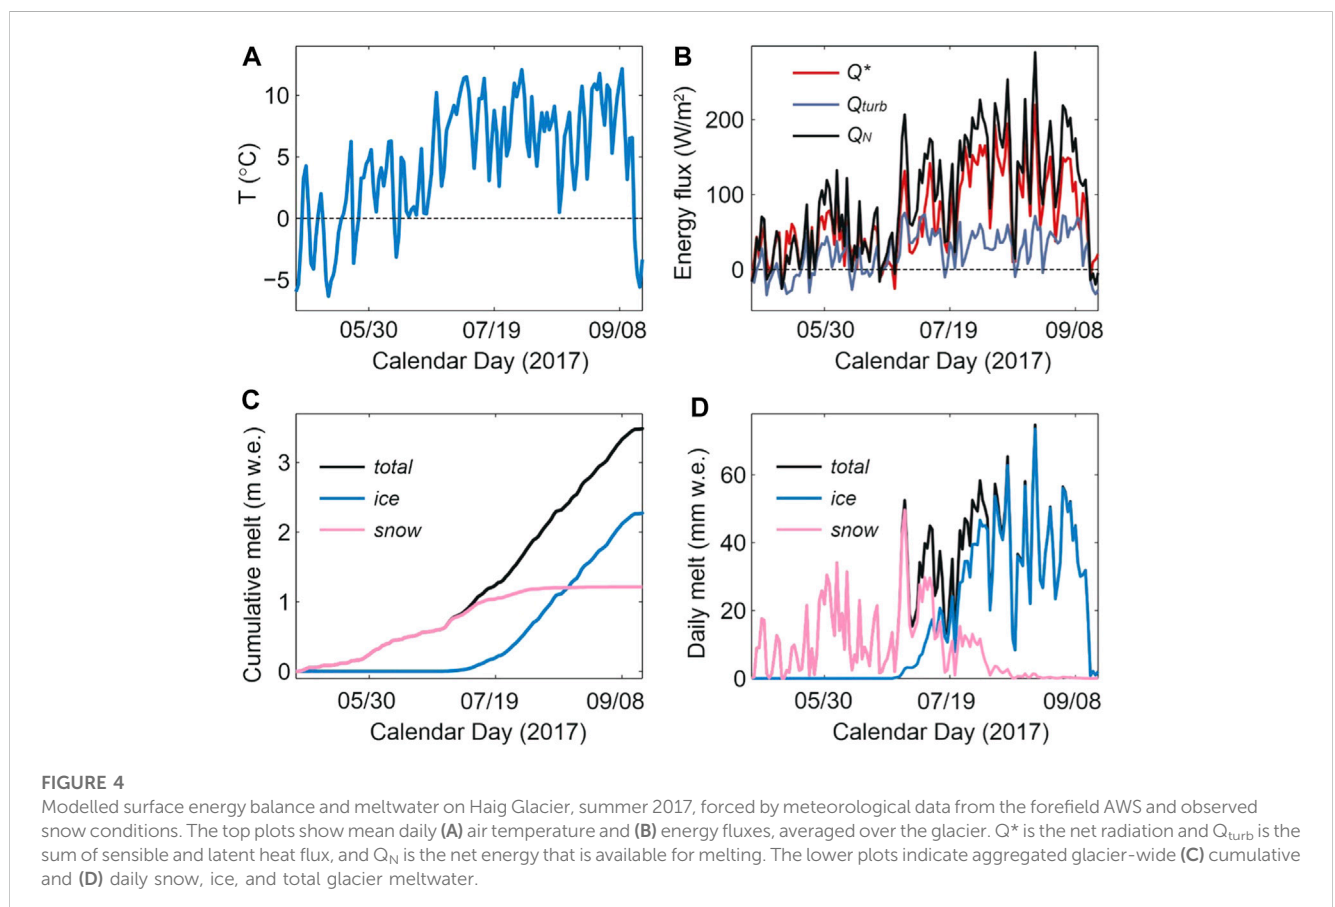 A
T (°C)
10
5
0
−5
05/30 07/19 09/08
Calendar Day (2017)
B
Energy flux (W/m²)
200
100
0
Q*
Qturb
QN
05/30 07/19 09/08
Calendar Day (2017)
C
Cumulative melt (m w.e.)
3
2
1
0
total
ice
snow
05/30 07/19 09/08
Calendar Day (2017)
D
Daily melt (mm w.e.)
60
40
20
0
total
ice
snow
05/30 07/19 09/08
Calendar Day (2017)
FIGURE 4
Modelled surface energy balance and meltwater on Haig Glacier, summer 2017, forced by meteorological data from the forefield AWS and observed
snow conditions. The top plots show mean daily (A) air temperature and (B) energy fluxes, averaged over the glacier. Q* is the net radiation and Qturb is the
sum of sensible and latent heat flux, and QN is the net energy that is available for melting. The lower plots indicate aggregated glacier-wide (C) cumulative
and (D) daily snow, ice, and total glacier meltwater.